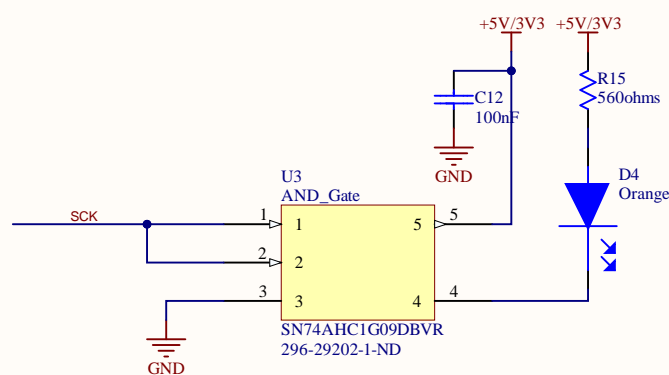 +5V/3V3
+5V/3V3
R15
560ohms
C12
100nF
GND
U3
AND_Gate
D4
Orange
SCK
1
1
5
5
2
2
3
3
4
4
SN74AHC1G09DBVR
296-29202-1-ND
GND